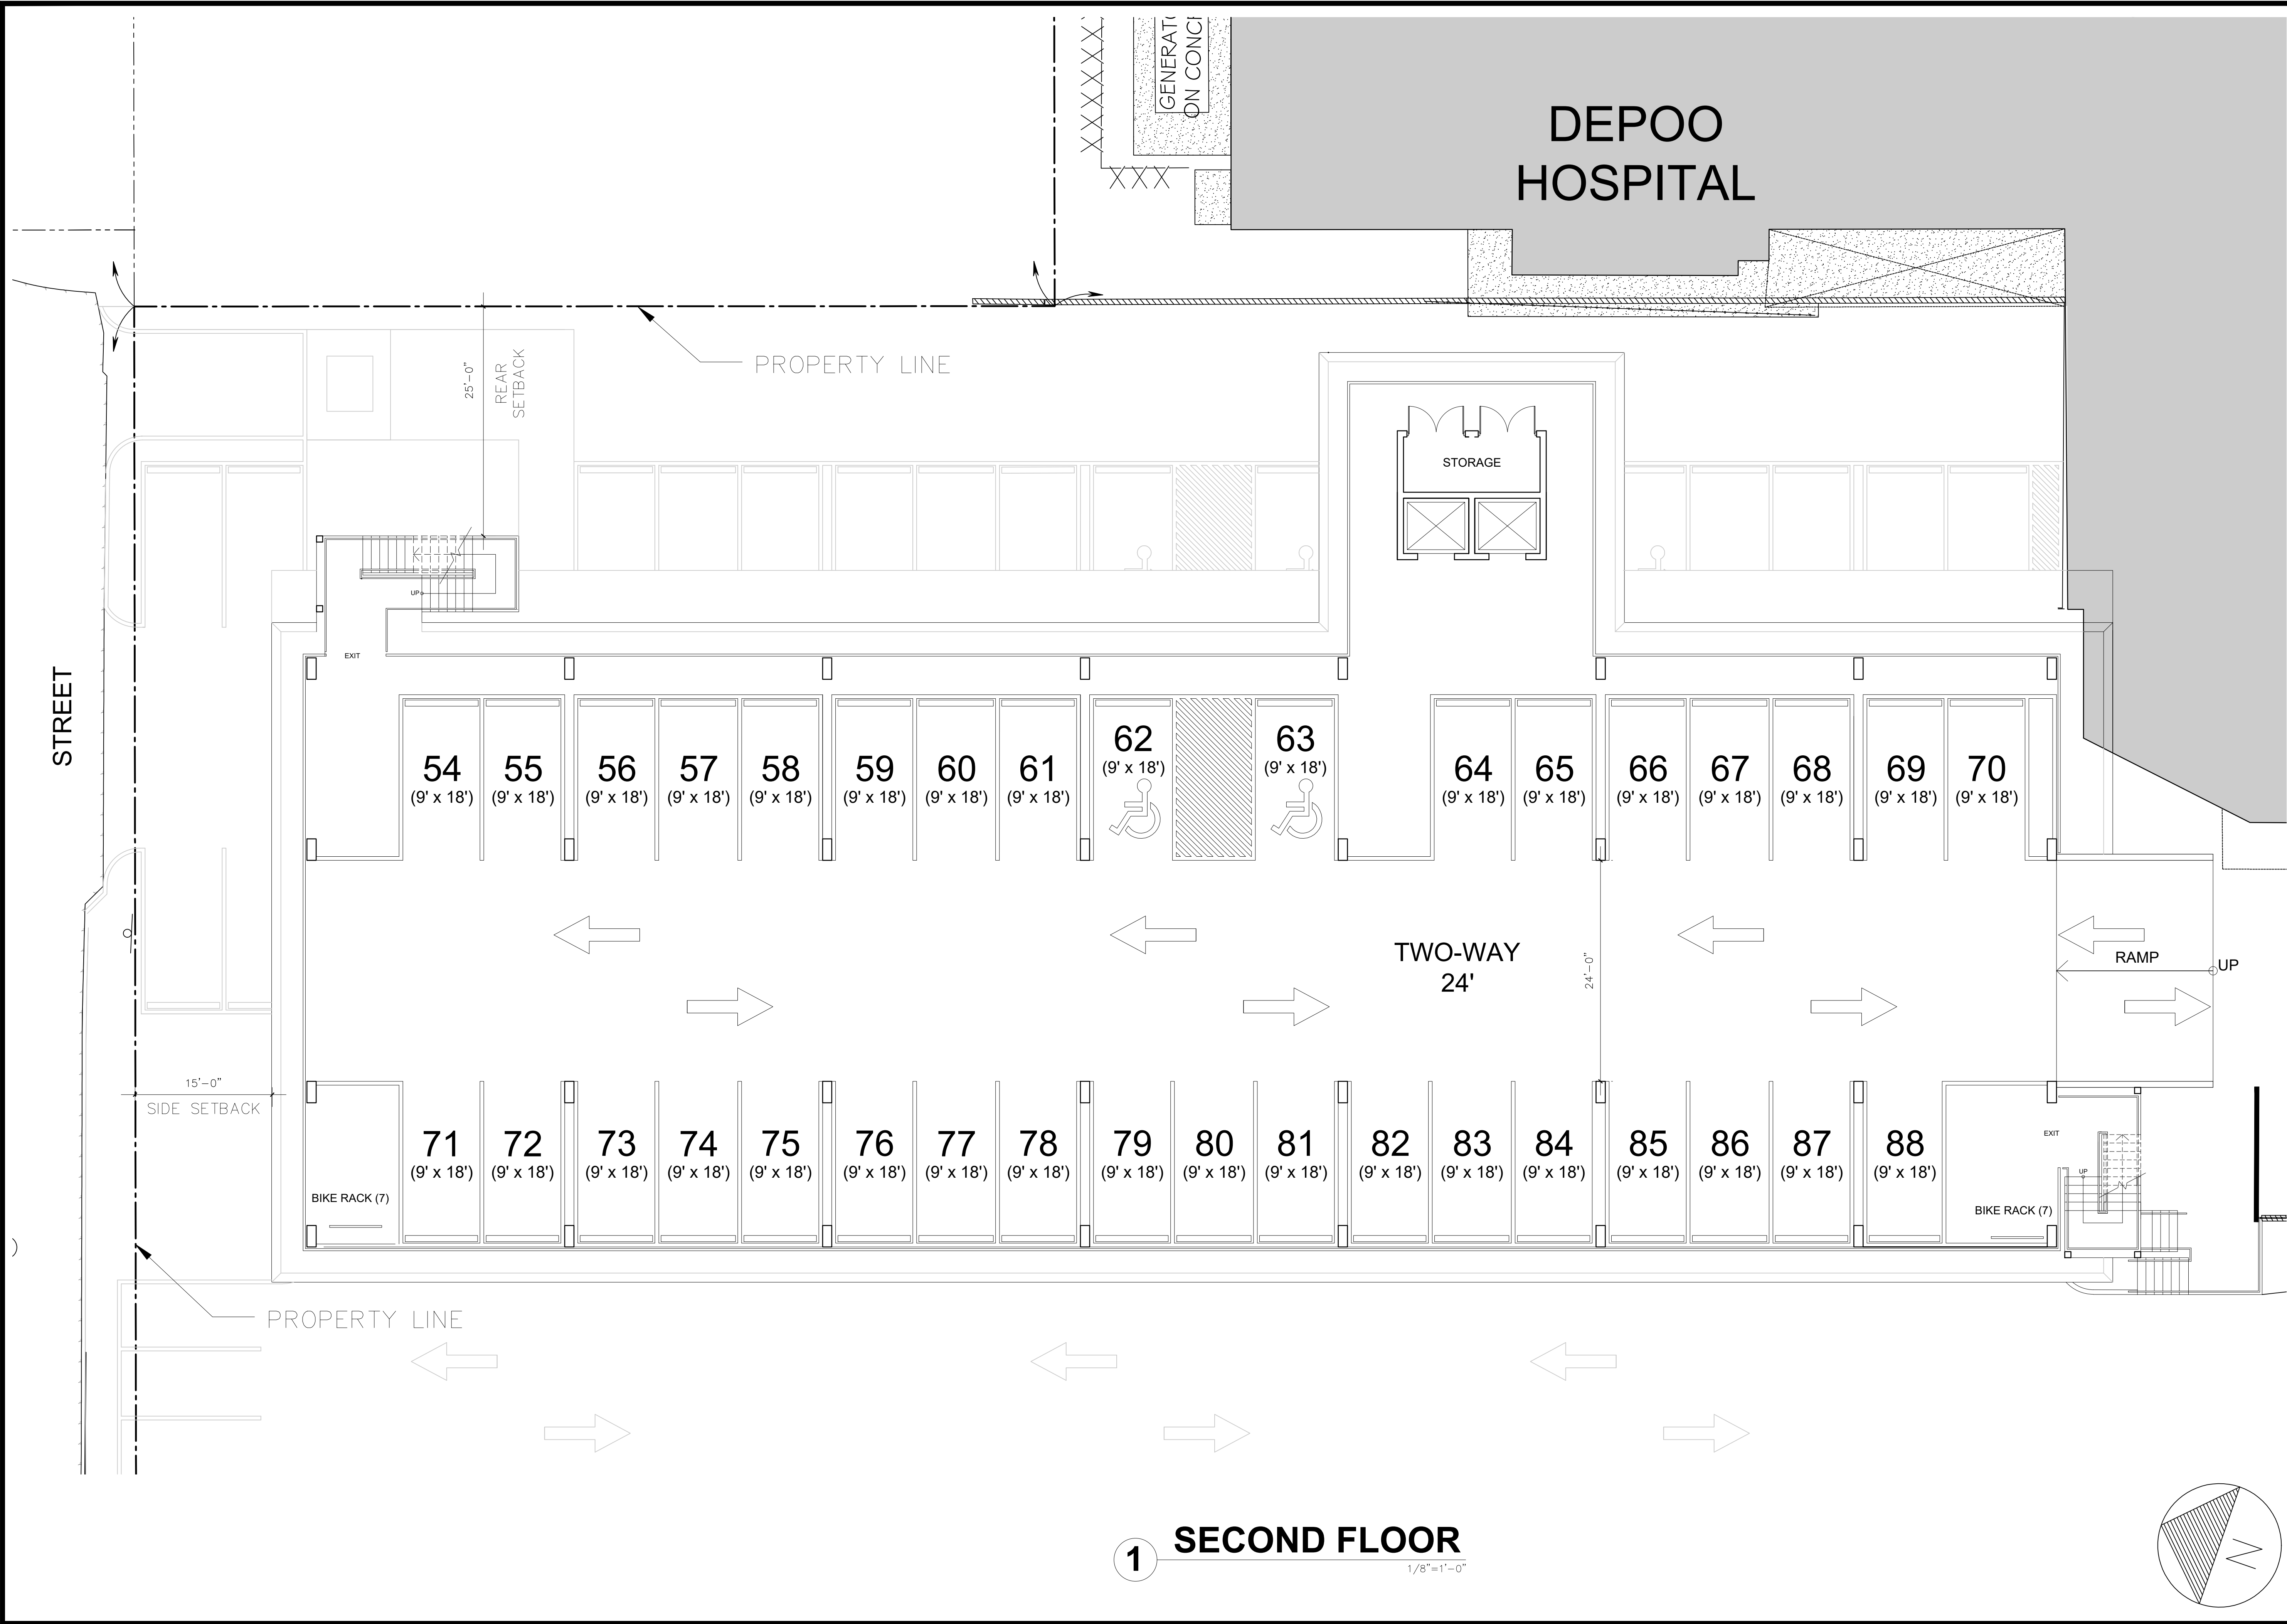 GENERAT
ON CONC
DEPOO
HOSPITAL
PROPERTY LINE
25'-0"
REAR
SETBACK
STORAGE
UP
EXIT
STREET
54
(9' x 18')
55
(9' x 18')
56
(9' x 18')
57
(9' x 18')
58
(9' x 18')
59
(9' x 18')
60
(9' x 18')
61
(9' x 18')
62
(9' x 18')
63
(9' x 18')
64
(9' x 18')
65
(9' x 18')
66
(9' x 18')
67
(9' x 18')
68
(9' x 18')
69
(9' x 18')
70
(9' x 18')
TWO-WAY
24'
24'-0"
RAMP
UP
15'-0"
SIDE SETBACK
71
(9' x 18')
72
(9' x 18')
73
(9' x 18')
74
(9' x 18')
75
(9' x 18')
76
(9' x 18')
77
(9' x 18')
78
(9' x 18')
79
(9' x 18')
80
(9' x 18')
81
(9' x 18')
82
(9' x 18')
83
(9' x 18')
84
(9' x 18')
85
(9' x 18')
86
(9' x 18')
87
(9' x 18')
88
(9' x 18')
EXIT
UP
BIKE RACK (7)
BIKE RACK (7)
PROPERTY LINE
1
SECOND FLOOR
1/8"=1'-0"
N